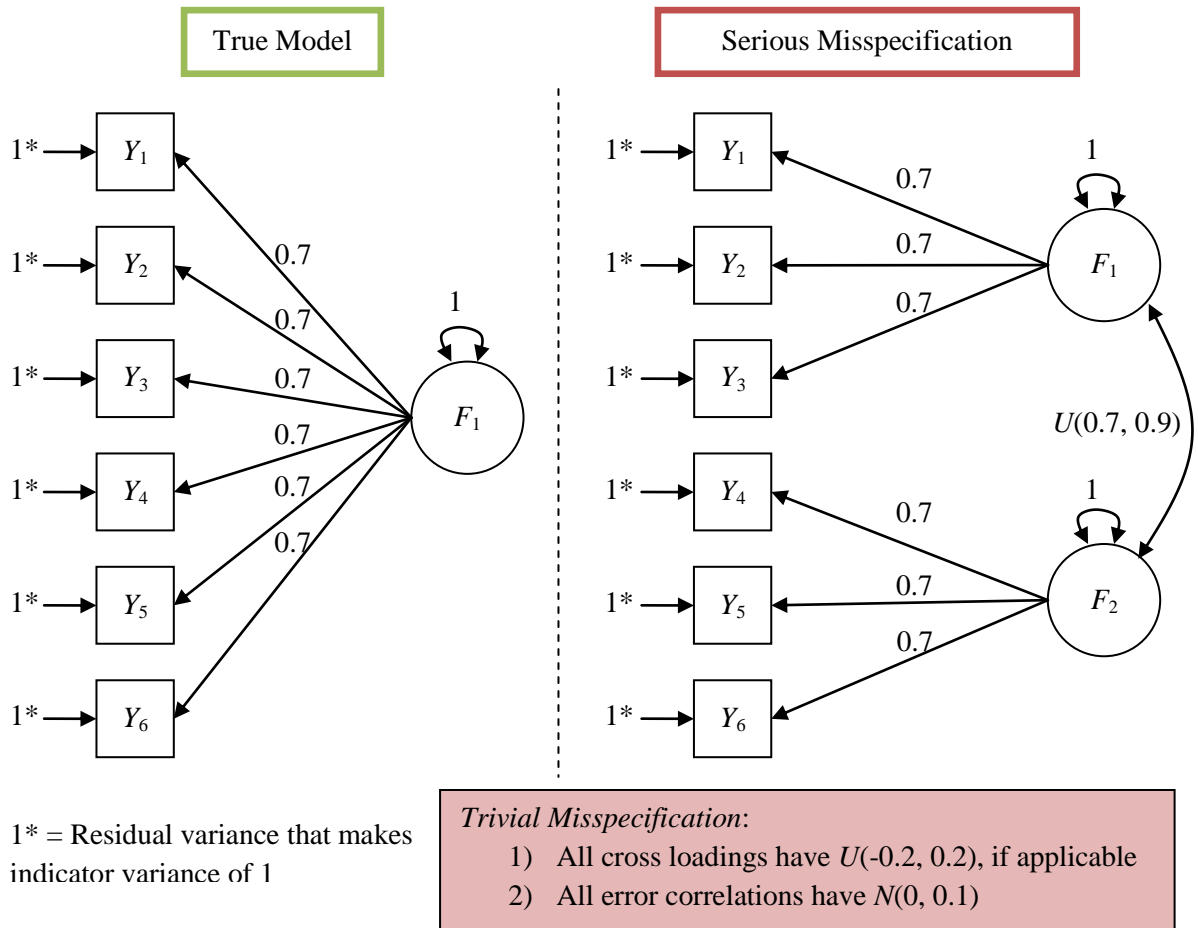 True Model
Serious Misspecification
1*
Y1
0.7
1*
Y2
0.7
1*
Y3
0.7
1*
Y4
0.7
1*
Y5
0.7
1*
Y6
0.7
1
F1
1*
Y1
0.7
1*
Y2
0.7
1*
Y3
0.7
1
F1
U(0.7, 0.9)
1*
Y4
0.7
1*
Y5
0.7
1*
Y6
0.7
1
F2
1* = Residual variance that makes
indicator variance of 1
Trivial Misspecification:
1) All cross loadings have U(-0.2, 0.2), if applicable
2) All error correlations have N(0, 0.1)